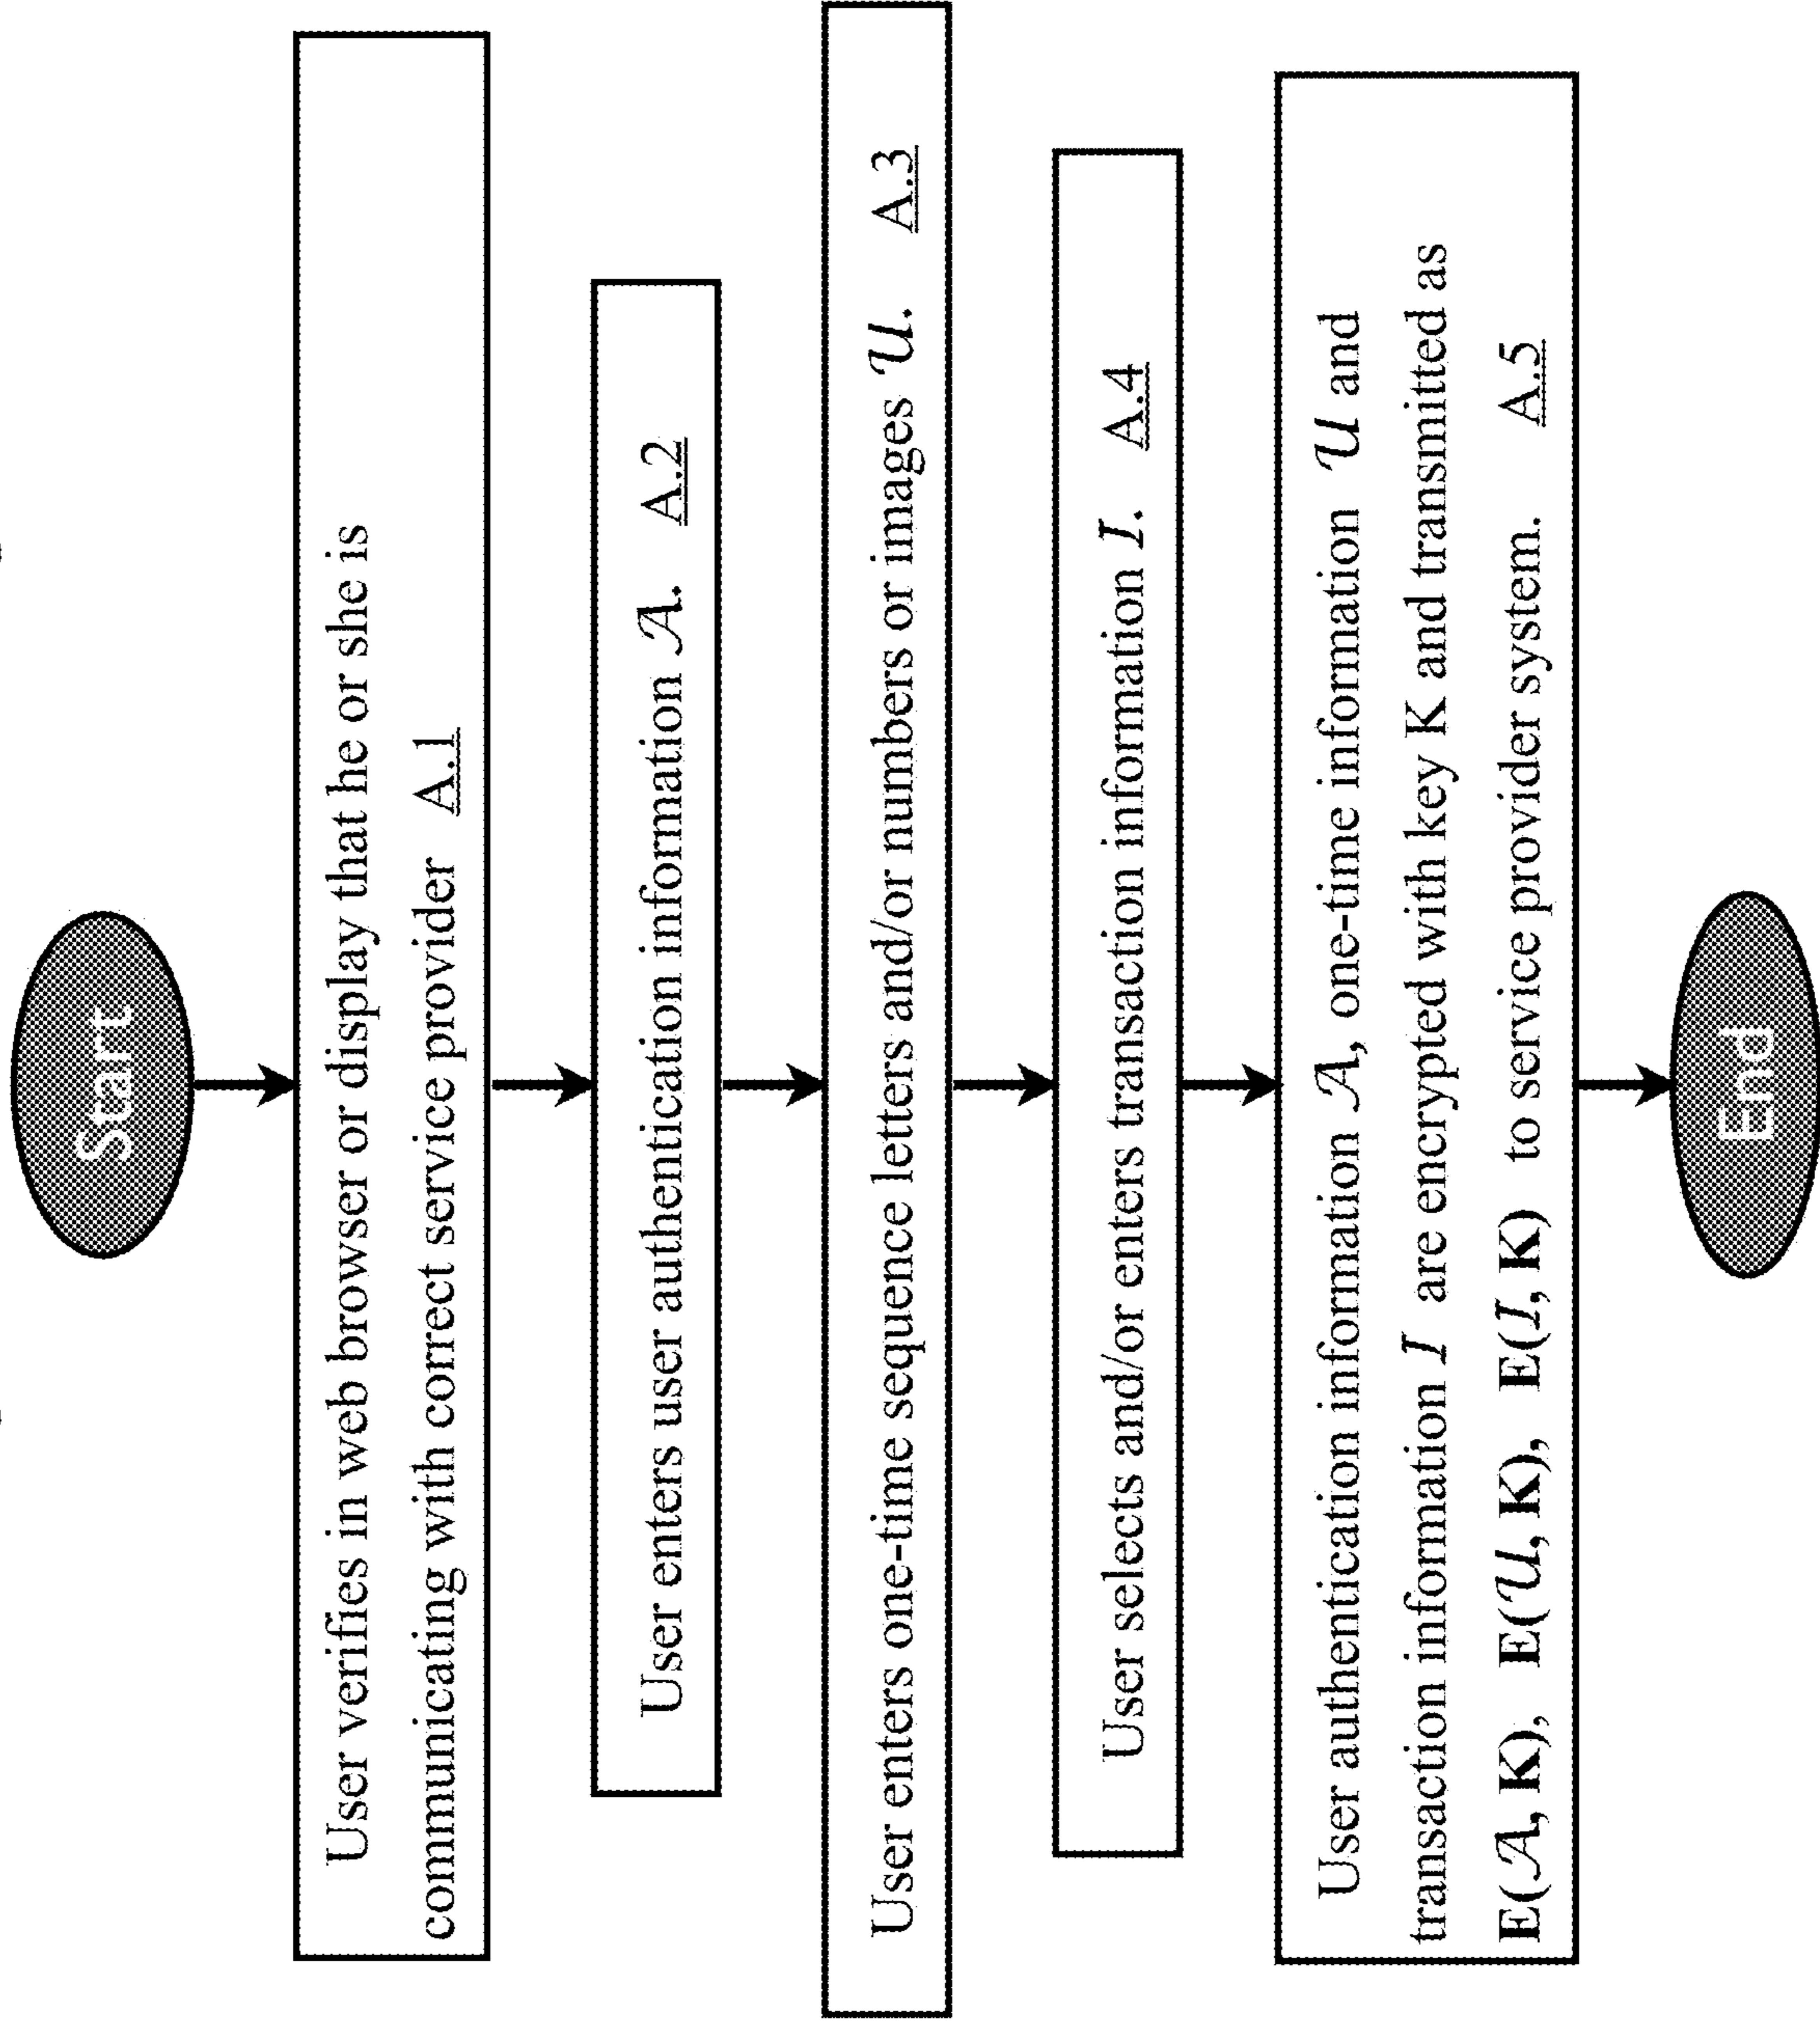 Start
User verifies in web browser or display that he or she is
communicating with correct service provider A.1
User enters user authentication information 𝒜. A.2
User enters one-time sequence letters and/or numbers or images 𝒰. A.3
User selects and/or enters transaction information I. A.4
User authentication information 𝒜, one-time information 𝒰 and
transaction information I are encrypted with key K and transmitted as
E(𝒜, K), E(𝒰, K), E(I, K) to service provider system. A.5
End